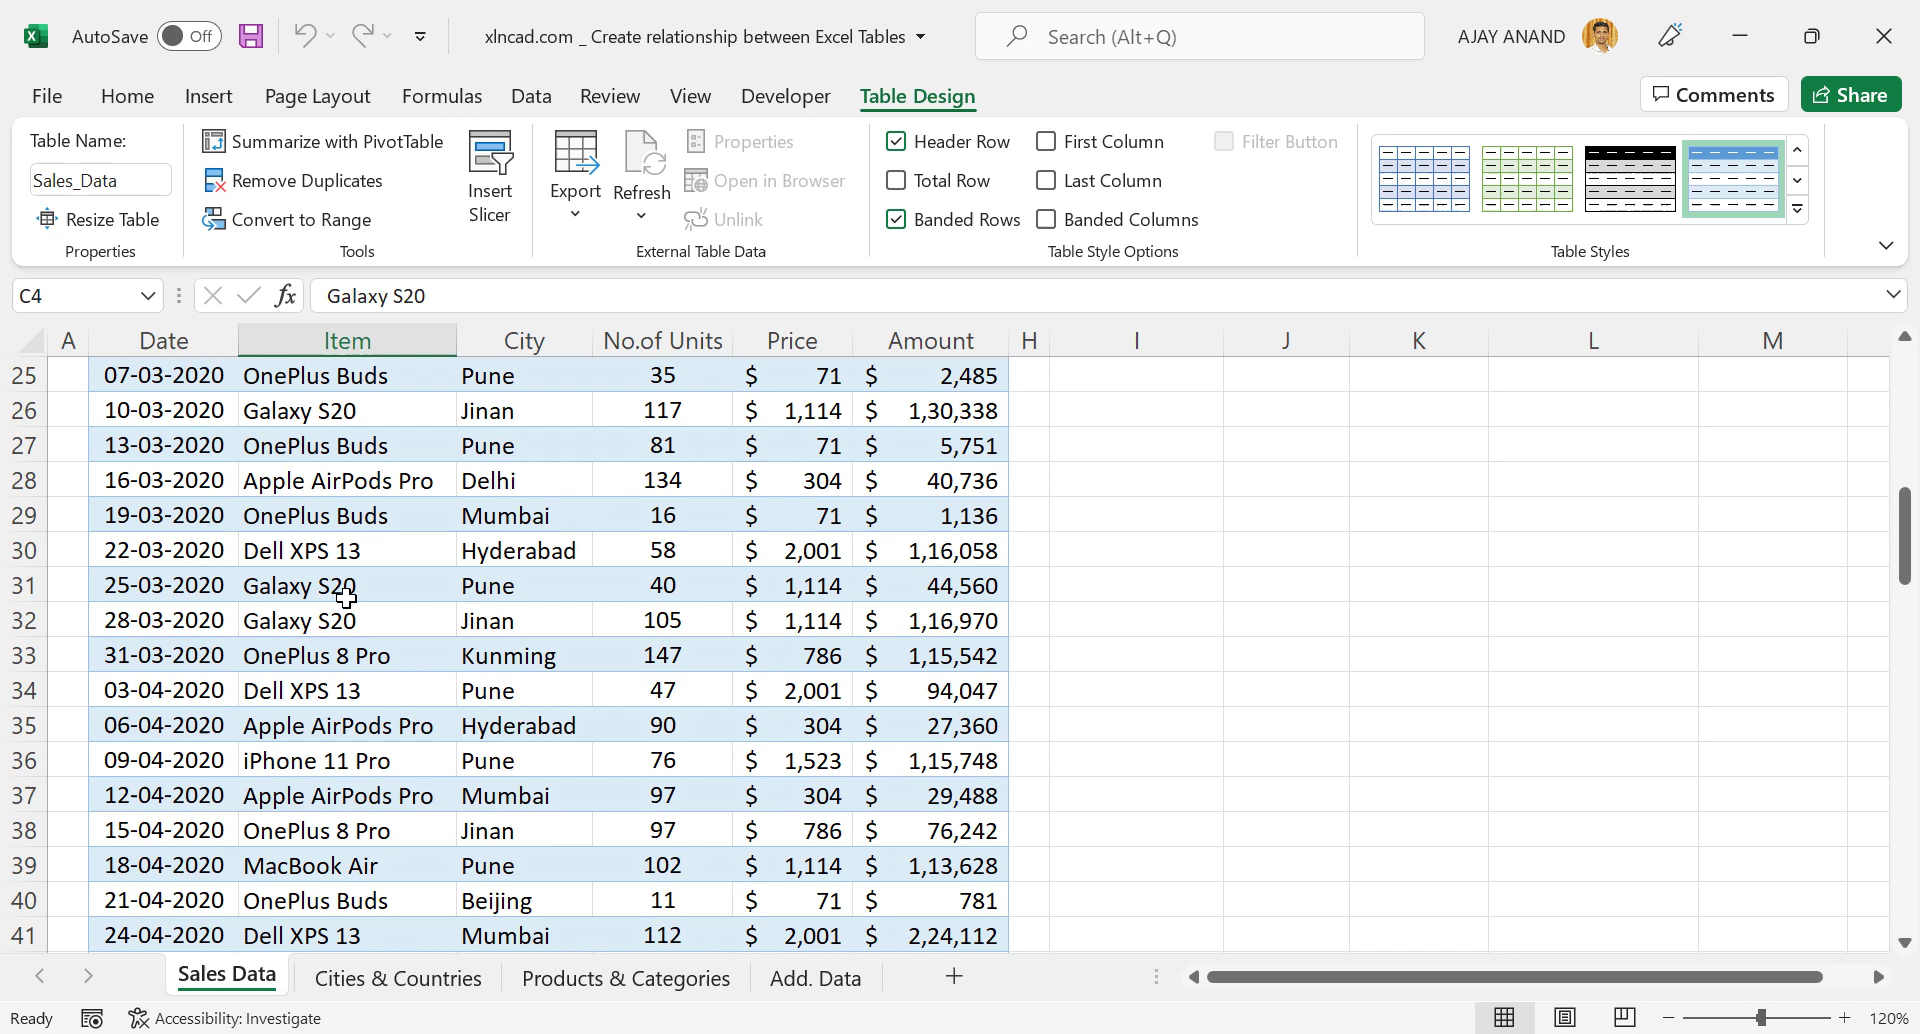 AutoSave Off xlncad.com _ Create relationship between Excel Tables Search (Alt+Q) AJAY ANAND
File Home Insert Page Layout Formulas Data Review View Developer Table Design Comments Share
Table Name: Summarize with PivotTable Properties Header Row First Column Filter Button
Sales_Data Remove Duplicates Insert Slicer Export Refresh Open in Browser Total Row Last Column
Resize Table Convert to Range Unlink Banded Rows Banded Columns
Properties Tools External Table Data Table Style Options Table Styles
C4 fx Galaxy S20
A Date Item City No.of Units Price Amount H I J K L M
25 07-03-2020 OnePlus Buds Pune 35 $ 71 $ 2,485
26 10-03-2020 Galaxy S20 Jinan 117 $ 1,114 $ 1,30,338
27 13-03-2020 OnePlus Buds Pune 81 $ 71 $ 5,751
28 16-03-2020 Apple AirPods Pro Delhi 134 $ 304 $ 40,736
29 19-03-2020 OnePlus Buds Mumbai 16 $ 71 $ 1,136
30 22-03-2020 Dell XPS 13 Hyderabad 58 $ 2,001 $ 1,16,058
31 25-03-2020 Galaxy S20 Pune 40 $ 1,114 $ 44,560
32 28-03-2020 Galaxy S20 Jinan 105 $ 1,114 $ 1,16,970
33 31-03-2020 OnePlus 8 Pro Kunming 147 $ 786 $ 1,15,542
34 03-04-2020 Dell XPS 13 Pune 47 $ 2,001 $ 94,047
35 06-04-2020 Apple AirPods Pro Hyderabad 90 $ 304 $ 27,360
36 09-04-2020 iPhone 11 Pro Pune 76 $ 1,523 $ 1,15,748
37 12-04-2020 Apple AirPods Pro Mumbai 97 $ 304 $ 29,488
38 15-04-2020 OnePlus 8 Pro Jinan 97 $ 786 $ 76,242
39 18-04-2020 MacBook Air Pune 102 $ 1,114 $ 1,13,628
40 21-04-2020 OnePlus Buds Beijing 11 $ 71 $ 781
41 24-04-2020 Dell XPS 13 Mumbai 112 $ 2,001 $ 2,24,112
Sales Data Cities & Countries Products & Categories Add. Data
Ready Accessibility: Investigate 120%